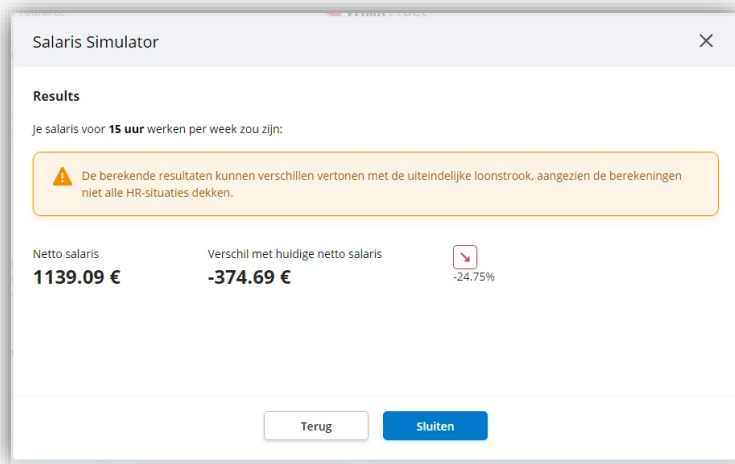 Salaris Simulator
Results
Je salaris voor 15 uur werken per week zou zijn:
De berekende resultaten kunnen verschillen vertonen met de uiteindelijke loonstrook, aangezien de berekeningen
niet alle HR-situaties dekken.
Netto salaris
1139.09 €
Verschil met huidige netto salaris
-374.69 €
-24.75%
Terug
Sluiten